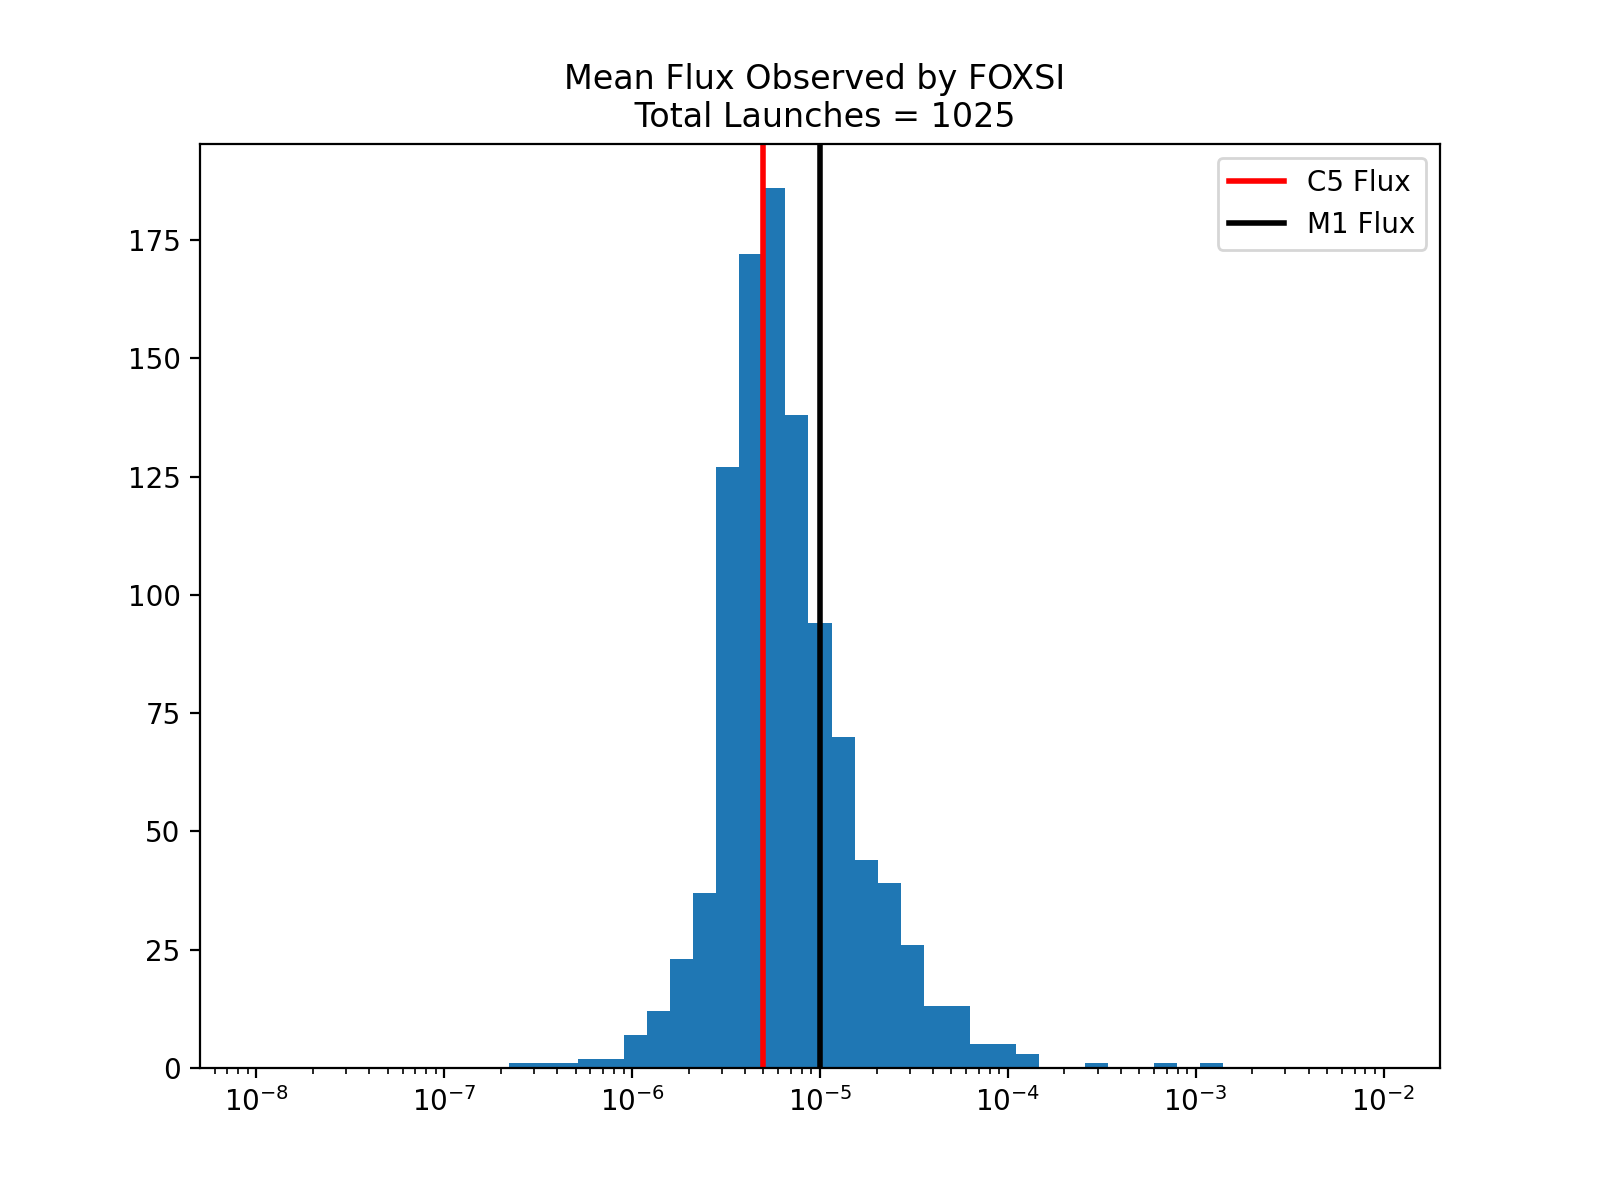 Mean Flux Observed by FOXSI
Total Launches = 1025
C5 Flux
M1 Flux
175
150
125
100
75
50
25
0
10⁻⁸ 10⁻⁷ 10⁻⁶ 10⁻⁵ 10⁻⁴ 10⁻³ 10⁻²